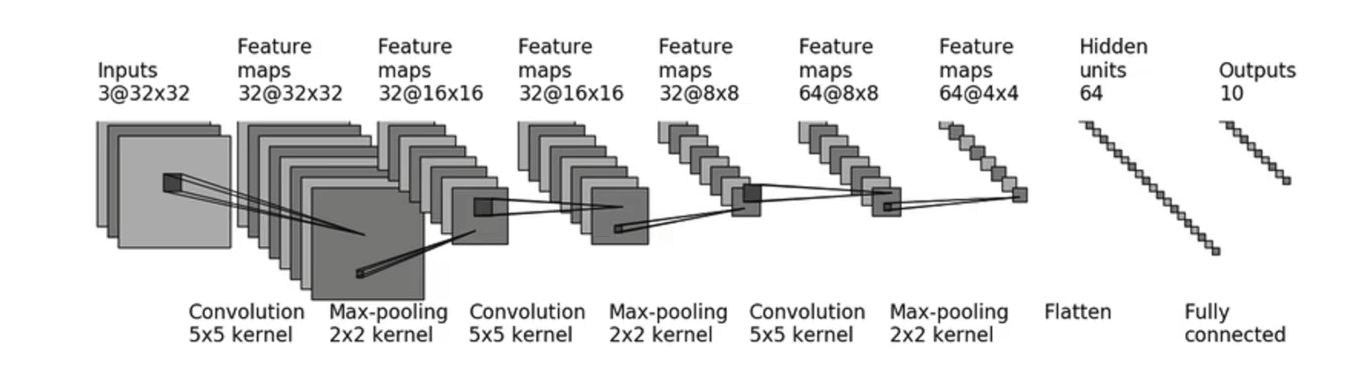 Inputs
3@32x32
Feature
maps
32@32x32
Feature
maps
32@16x16
Feature
maps
32@16x16
Feature
maps
32@8x8
Feature
maps
64@8x8
Feature
maps
64@4x4
Hidden
units
64
Outputs
10
Convolution
5x5 kernel
Max-pooling
2x2 kernel
Convolution
5x5 kernel
Max-pooling
2x2 kernel
Convolution
5x5 kernel
Max-pooling
2x2 kernel
Flatten
Fully
connected